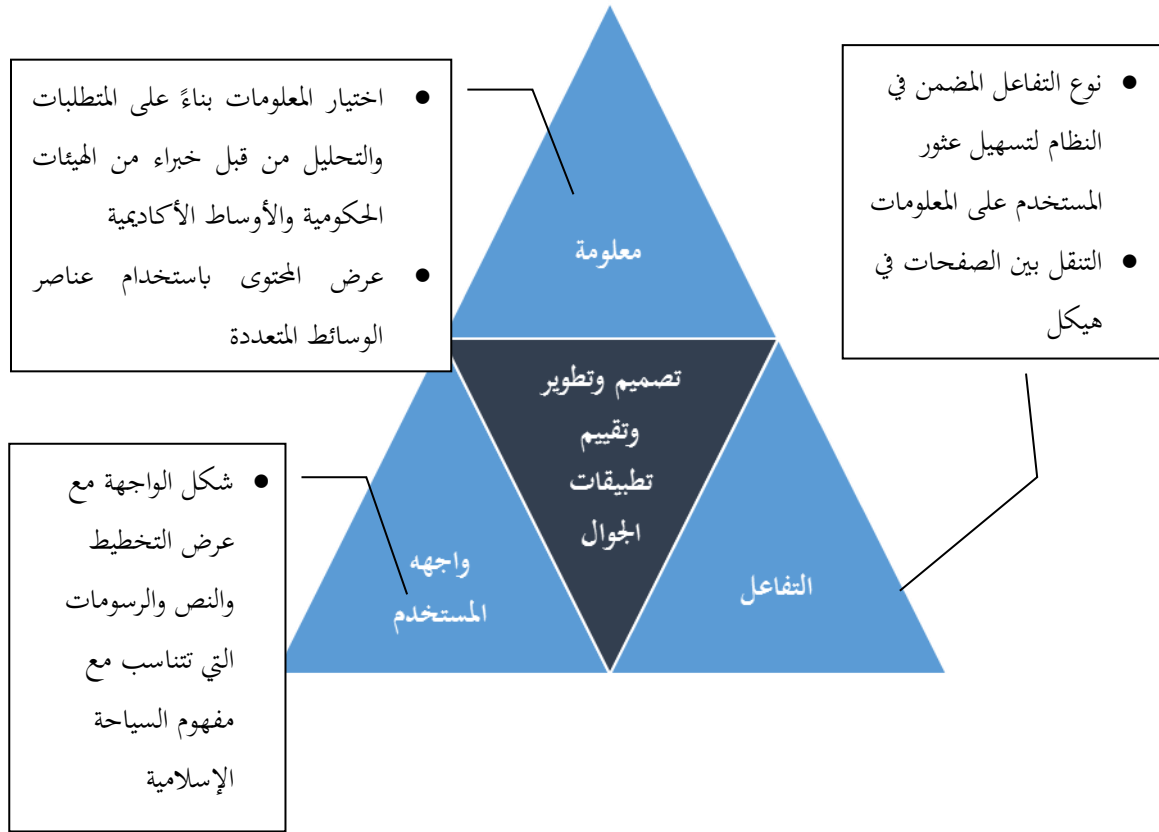 ● نوع التفاعل المضمن في
النظام لتسهيل عثور
المستخدم على المعلومات
● التنقل بين الصفحات في
هيكل
● اختيار المعلومات بناءً على المتطلبات
والتحليل من قبل خبراء من الهيئات
الحكومية والأوساط الأكاديمية
● عرض المحتوى باستخدام عناصر
الوسائط المتعددة
معلومة
تصميم وتطوير
وتقييم
تطبيقات
الجوال
التفاعل
واجهه
المستخدم
● شكل الواجهة مع
عرض التخطيط
والنص والرسومات
التي تتناسب مع
مفهوم السياحة
الإسلامية